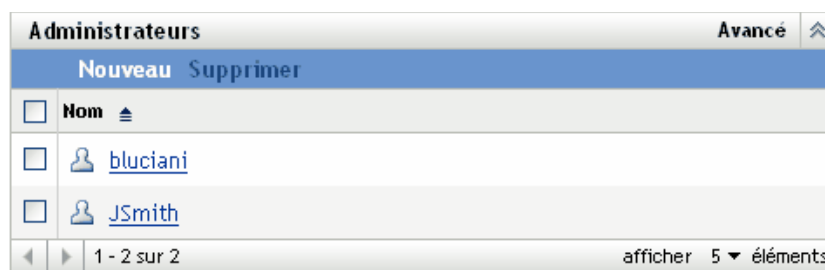 Administrateurs Avancé
Nouveau Supprimer
Nom
bluciani
JSmith
1 - 2 sur 2 afficher 5 éléments